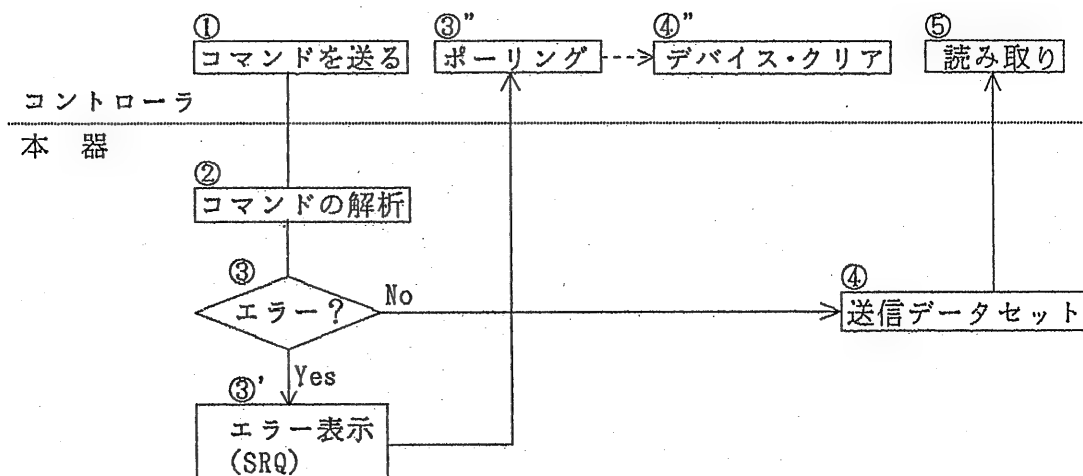 ①
コマンドを送る
③”
ポーリング
④”
デバイス・クリア
⑤
読み取り
コントローラ
本 器
②
コマンドの解析
③
エラー？
No
④
送信データセット
Yes
③’
エラー表示
(SRQ)